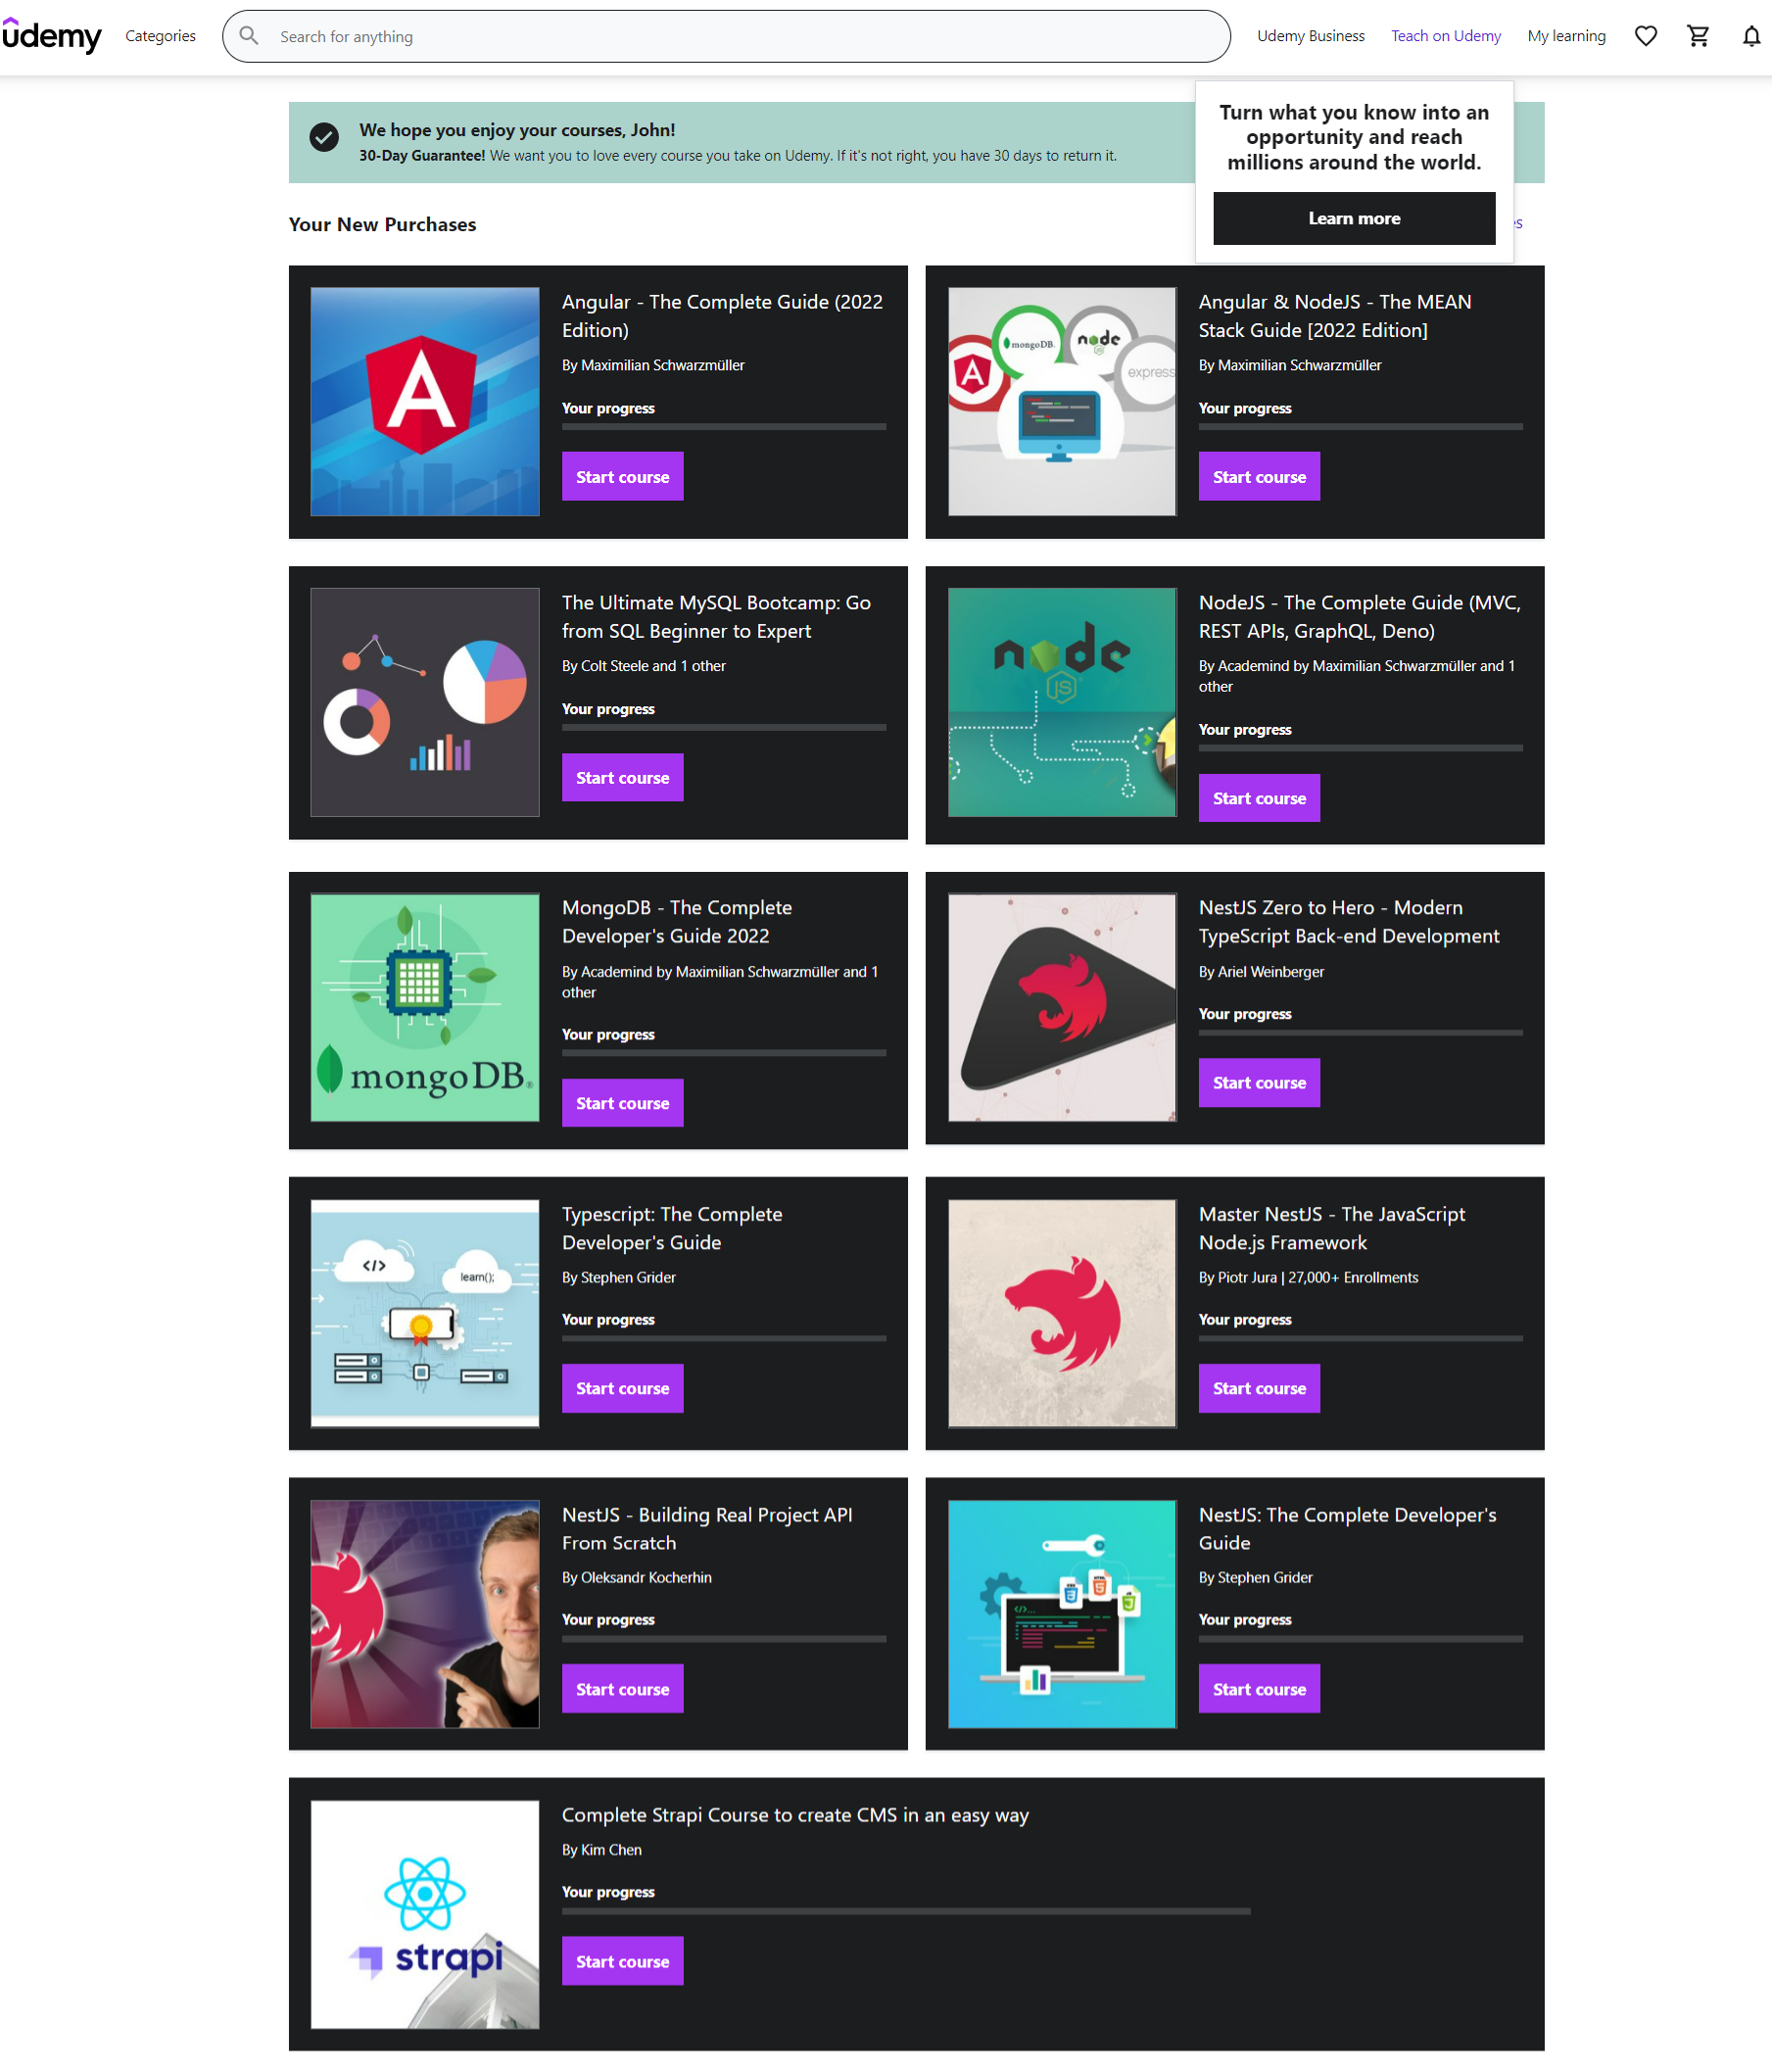 udemy
Categories
Search for anything
Udemy Business
Teach on Udemy
My learning
Turn what you know into an
opportunity and reach
millions around the world.
Learn more
We hope you enjoy your courses, John!
30-Day Guarantee! We want you to love every course you take on Udemy. If it's not right, you have 30 days to return it.
Your New Purchases
A
Angular - The Complete Guide (2022
Edition)
By Maximilian Schwarzmüller
Your progress
Start course
A
mongoDB.
node
JS
express
Angular & NodeJS - The MEAN
Stack Guide [2022 Edition]
By Maximilian Schwarzmüller
Your progress
Start course
The Ultimate MySQL Bootcamp: Go
from SQL Beginner to Expert
By Colt Steele and 1 other
Your progress
Start course
node
JS
NodeJS - The Complete Guide (MVC,
REST APIs, GraphQL, Deno)
By Academind by Maximilian Schwarzmüller and 1
other
Your progress
Start course
mongoDB®
MongoDB - The Complete
Developer's Guide 2022
By Academind by Maximilian Schwarzmüller and 1
other
Your progress
Start course
NestJS Zero to Hero - Modern
TypeScript Back-end Development
By Ariel Weinberger
Your progress
Start course
</>
learn();
Typescript: The Complete
Developer's Guide
By Stephen Grider
Your progress
Start course
Master NestJS - The JavaScript
Node.js Framework
By Piotr Jura | 27,000+ Enrollments
Your progress
Start course
NestJS - Building Real Project API
From Scratch
By Oleksandr Kocherhin
Your progress
Start course
</>...
NestJS: The Complete Developer's
Guide
By Stephen Grider
Your progress
Start course
strapi
Complete Strapi Course to create CMS in an easy way
By Kim Chen
Your progress
Start course